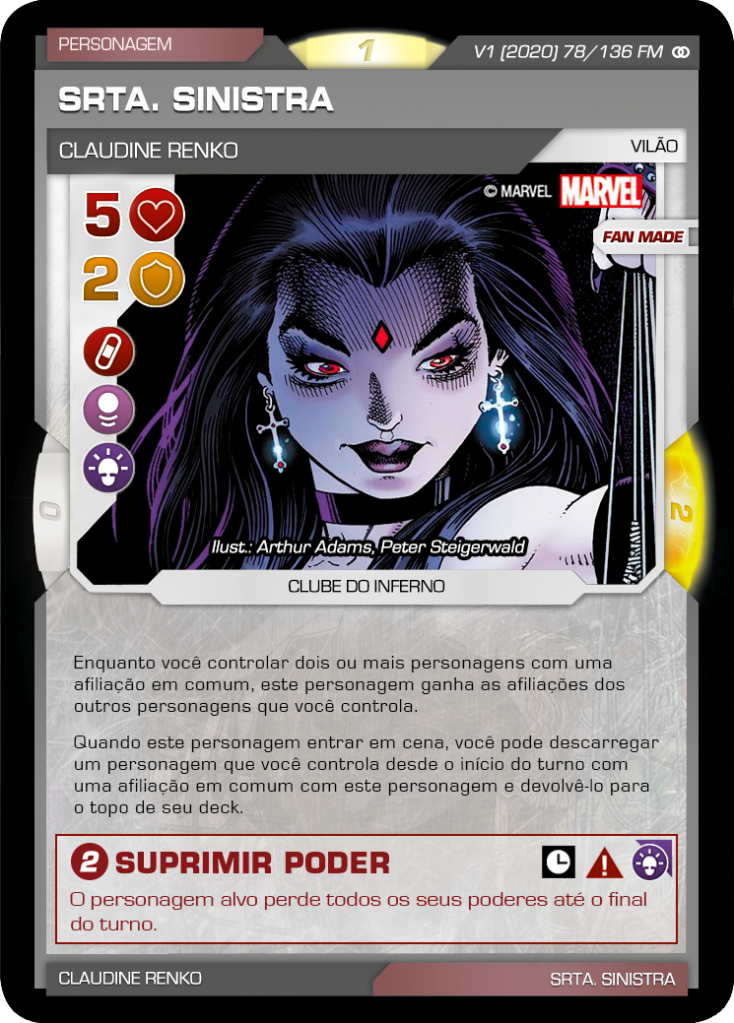 PERSONAGEM
1
V1 (2020) 78/136 FM
SRTA. SINISTRA
CLAUDINE RENKO
VILÃO
© MARVEL MARVEL
5
FAN MADE
2
0
2
Ilust.: Arthur Adams, Peter Steigerwald
CLUBE DO INFERNO
Enquanto você controlar dois ou mais personagens com uma
afiliação em comum, este personagem ganha as afiliações dos
outros personagens que você controla.
Quando este personagem entrar em cena, você pode descarregar
um personagem que você controla desde o início do turno com
uma afiliação em comum com este personagem e devolvê-lo para
o topo de seu deck.
2 SUPRIMIR PODER
O personagem alvo perde todos os seus poderes até o final
do turno.
CLAUDINE RENKO
SRTA. SINISTRA